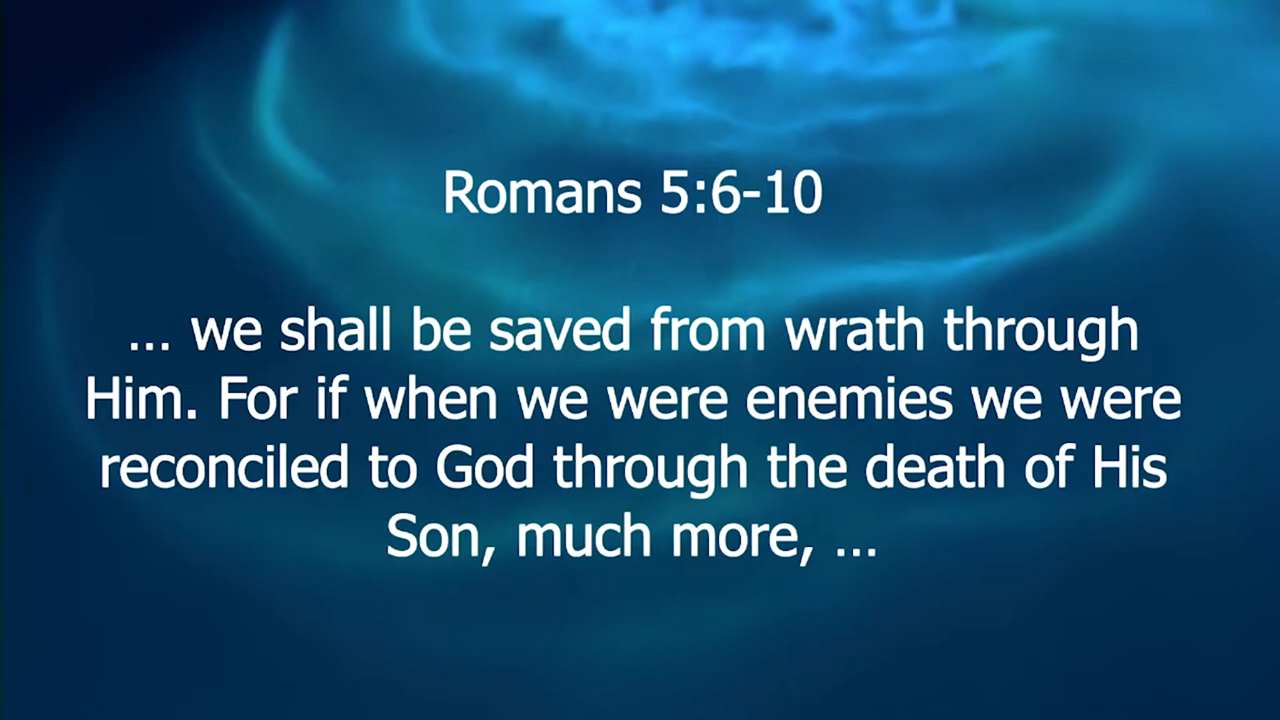 Romans 5:6-10
... we shall be saved from wrath through
Him. For if when we were enemies we were
reconciled to God through the death of His
Son, much more, ...